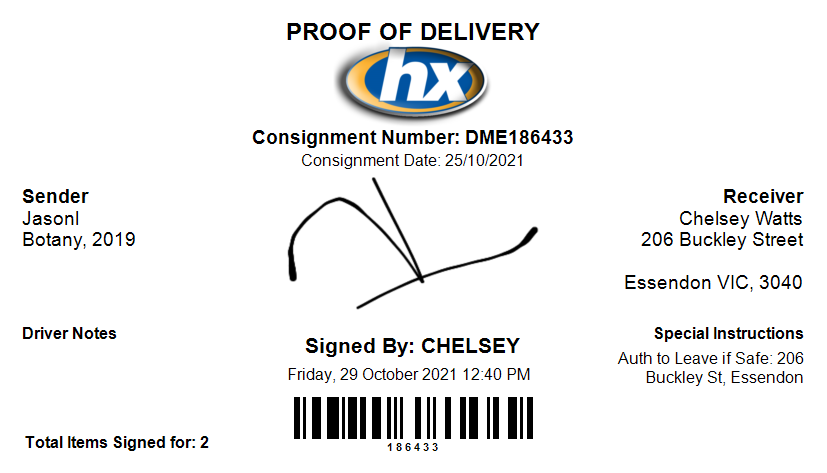 PROOF OF DELIVERY
hx
Consignment Number: DME186433
Consignment Date: 25/10/2021
Sender
JasonI
Botany, 2019
Receiver
Chelsey Watts
206 Buckley Street
Essendon VIC, 3040
Driver Notes
Signed By: CHELSEY
Friday, 29 October 2021 12:40 PM
Special Instructions
Auth to Leave if Safe: 206
Buckley St, Essendon
186433
Total Items Signed for: 2